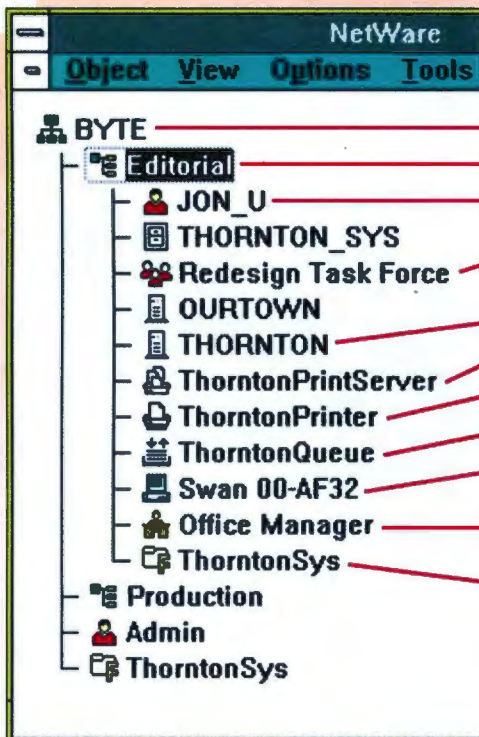 NetWare
Object View Options Tools
BYTE
Editorial
JON_U
THORNTON_SYS
Redesign Task Force
OURTOWN
THORNTON
ThorntonPrintServer
ThorntonPrinter
ThorntonQueue
Swan 00-AF32
Office Manager
ThorntonSys
Production
Admin
ThorntonSys